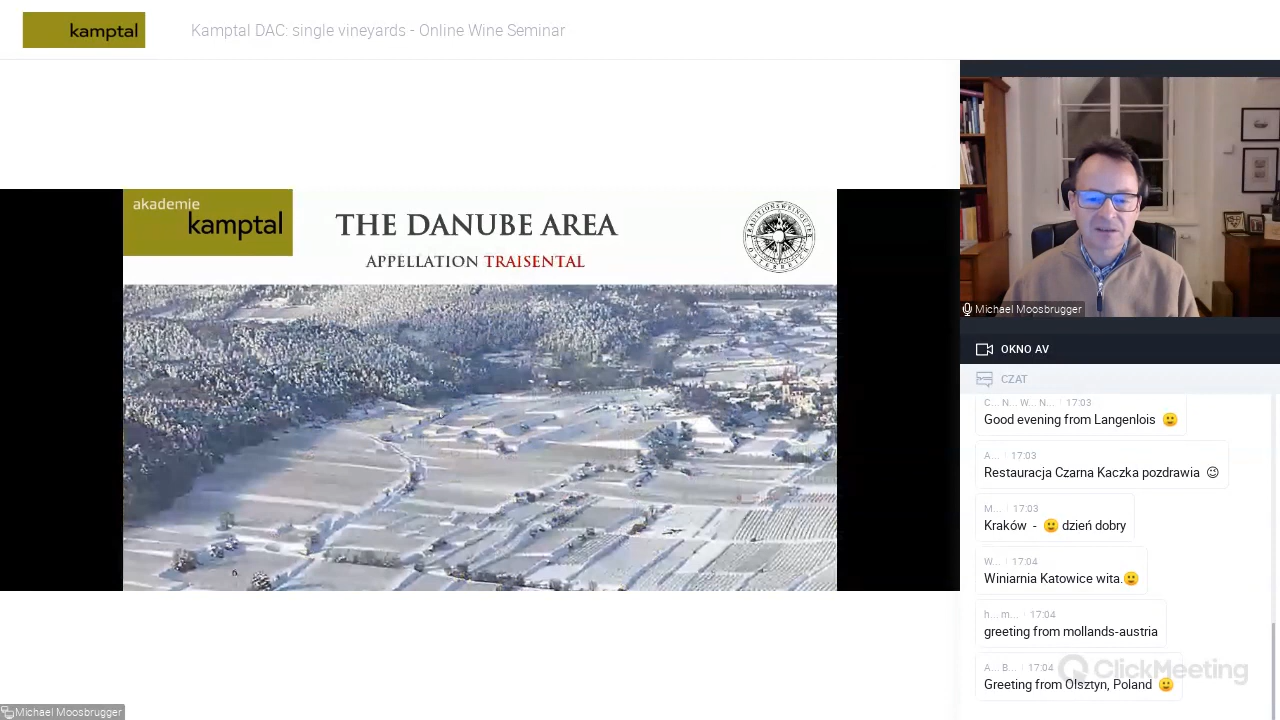 kamptal
Kamptal DAC: single vineyards - Online Wine Seminar
akademie
kamptal
THE DANUBE AREA
APPELLATION TRAISENTAL
TRADITIONSWEINGÜTER
ÖSTERREICH
Michael Moosbrugger
OKNO AV
CZAT
C... N... W... N... 17:03
Good evening from Langenlois 🙂
A... 17:03
Restauracja Czarna Kaczka pozdrawia 😉
M... 17:03
Kraków - 🙂 dzień dobry
W... 17:04
Winiarnia Katowice wita.🙂
h... m... 17:04
greeting from mollands-austria
A... B... 17:04
Greeting from Olsztyn, Poland 🙂
ClickMeeting
Michael Moosbrugger